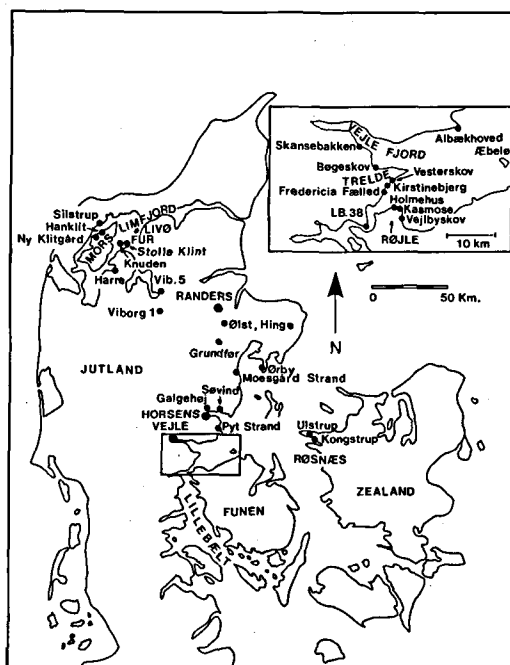 VEJLE FJORD
Skansebakken
Albækhoved
Æbelø
Bøgeskov
TRELDE
Vesterskov
Fredericia Fælled
Kirstinebjerg
Holmehus
Kasmose
LB.38
Vejlbyskov
RØJLE
10 km
Silstrup
Hanklit
Ny Klitgård
MORS
LIMFJORD
LIVØ
FUR
Stolle Klint
Knuden
Harre
Vib. 5
Viborg 1
RANDERS
Ølst, Hing
Grundfør
0 50 Km.
N
JUTLAND
Ørby
Moesgård Strand
Søvind
Galgehøj
HORSENS
VEJLE
Pyt Strand
Ulstrup
Kongstrup
RØSNÆS
ZEALAND
FUNEN
LILLEBÆLT